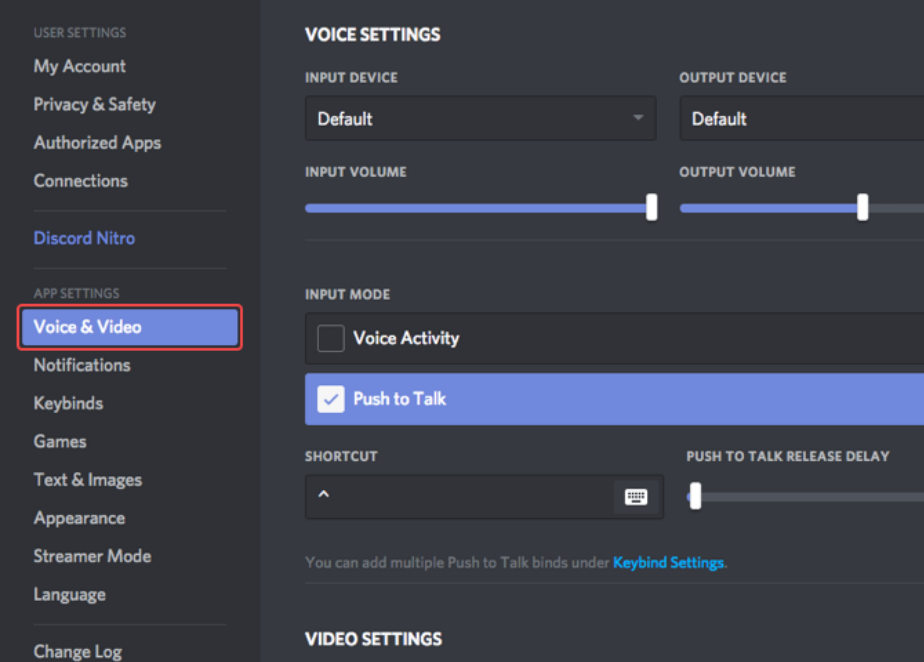 USER SETTINGS
My Account
Privacy & Safety
Authorized Apps
Connections
Discord Nitro
APP SETTINGS
Voice & Video
Notifications
Keybinds
Games
Text & Images
Appearance
Streamer Mode
Language
Change Log
VOICE SETTINGS
INPUT DEVICE
Default
OUTPUT DEVICE
Default
INPUT VOLUME
OUTPUT VOLUME
INPUT MODE
Voice Activity
Push to Talk
SHORTCUT
^
PUSH TO TALK RELEASE DELAY
You can add multiple Push to Talk binds under Keybind Settings.
VIDEO SETTINGS